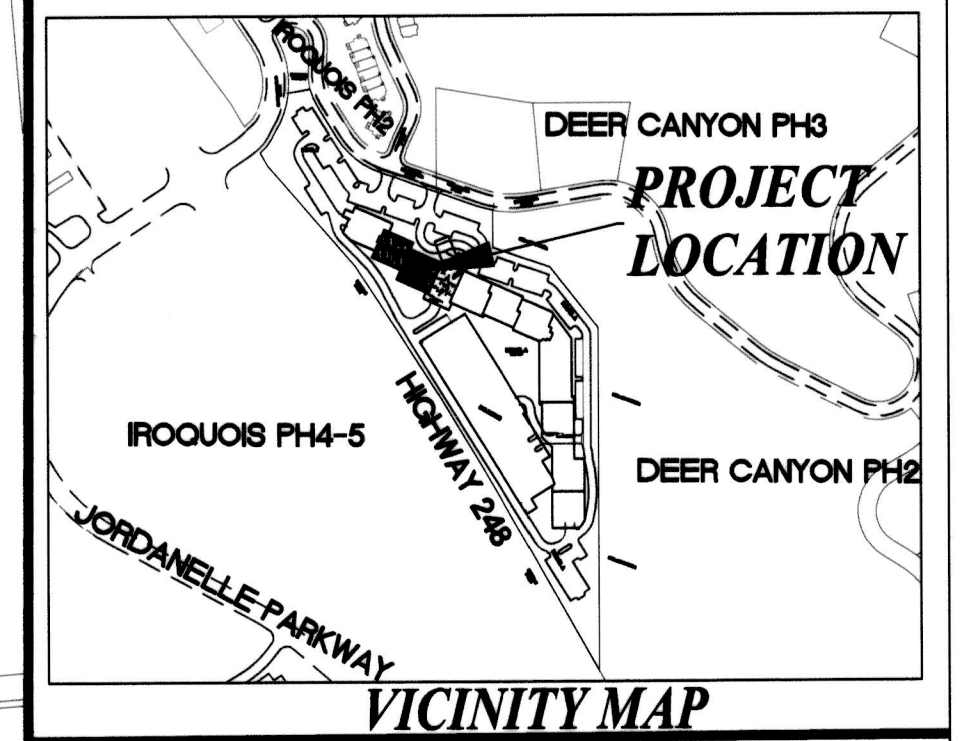 IROQUOIS PH2
DEER CANYON PH3
PROJECT
LOCATION
HIGHWAY 248
IROQUOIS PH4-5
DEER CANYON PH2
JORDANELLE PARKWAY
VICINITY MAP